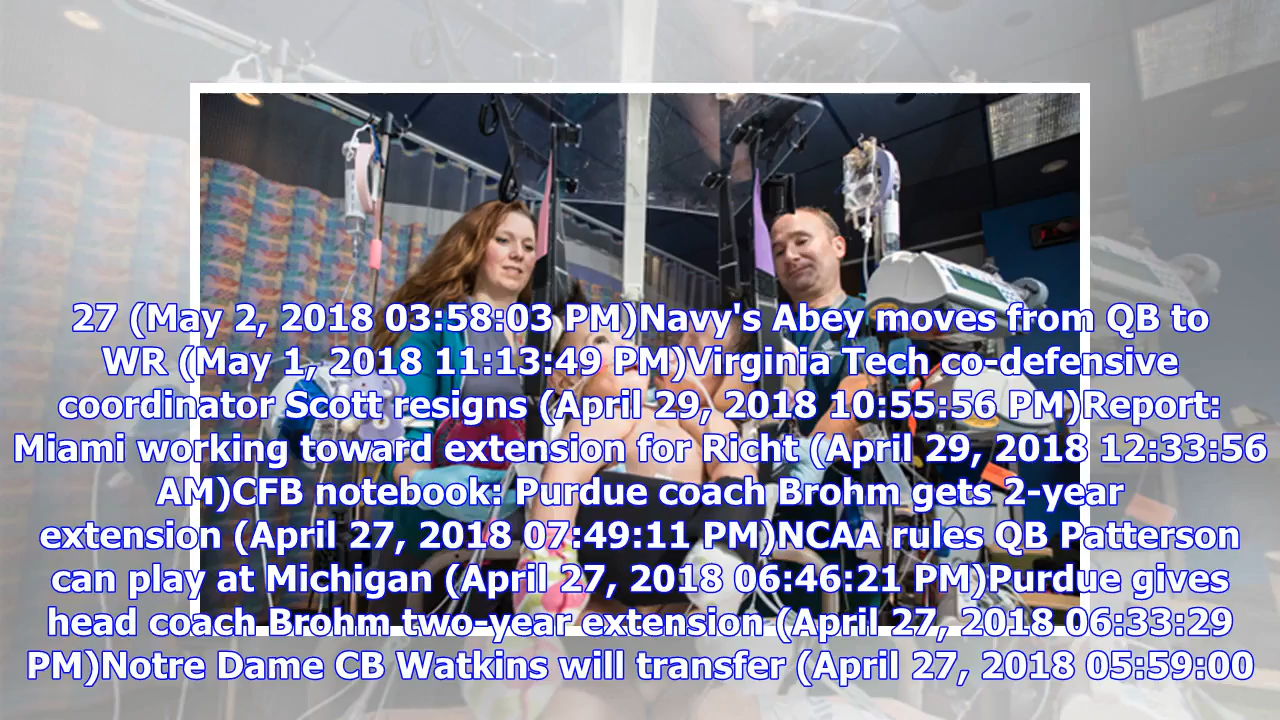 27 (May 2, 2018 03:58:03 PM)Navy's Abey moves from QB to
WR (May 1, 2018 11:13:49 PM)Virginia Tech co-defensive
coordinator Scott resigns (April 29, 2018 10:55:56 PM)Report:
Miami working toward extension for Richt (April 29, 2018 12:33:56
AM)CFB notebook: Purdue coach Brohm gets 2-year
extension (April 27, 2018 07:49:11 PM)NCAA rules QB Patterson
can play at Michigan (April 27, 2018 06:46:21 PM)Purdue gives
head coach Brohm two-year extension (April 27, 2018 06:33:29
PM)Notre Dame CB Watkins will transfer (April 27, 2018 05:59:00